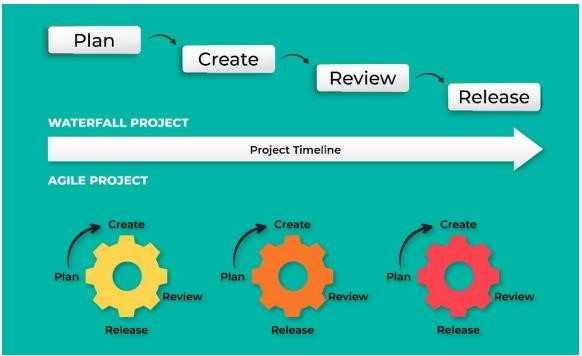 Plan
Create
Review
Release
WATERFALL PROJECT
Project Timeline
AGILE PROJECT
Create
Plan
Review
Release
Create
Plan
Review
Release
Create
Plan
Review
Release